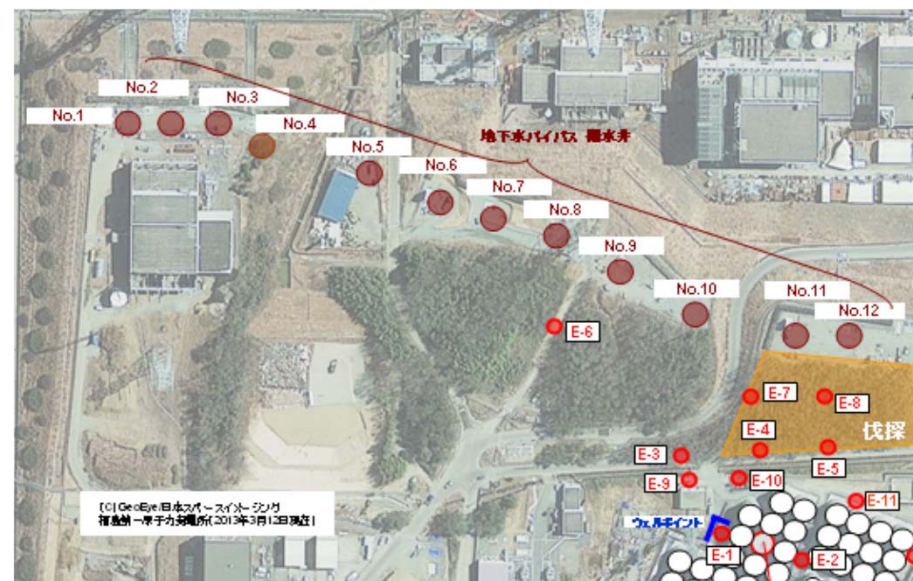 No.1
No.2
No.3
No.4
No.5
No.6
No.7
No.8
No.9
No.10
No.11
No.12
地下水バイパス 揚水井
E-6
E-7
E-8
E-4
伐採
E-3
E-5
E-9
E-10
E-11
ウェルポイント
E-1
E-2
(C)GeoEye/日本スペースイメージング
福島第一原子力発電所(2013年3月12日現在)